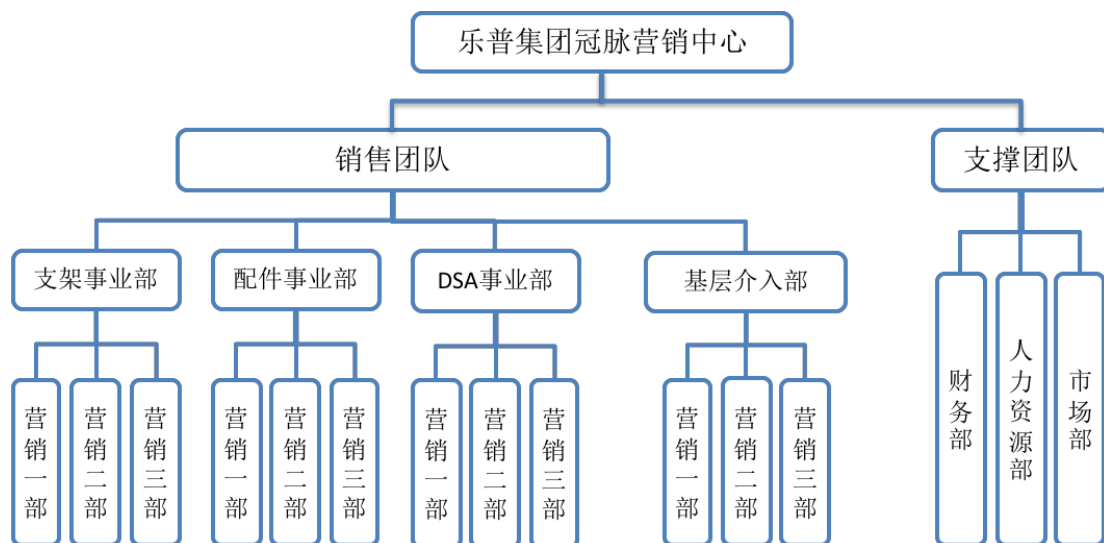 乐普集团冠脉营销中心
销售团队
支撑团队
支架事业部
配件事业部
DSA事业部
基层介入部
营销一部
营销二部
营销三部
营销一部
营销二部
营销三部
营销一部
营销二部
营销三部
营销一部
营销二部
营销三部
财务部
人力资源部
市场部